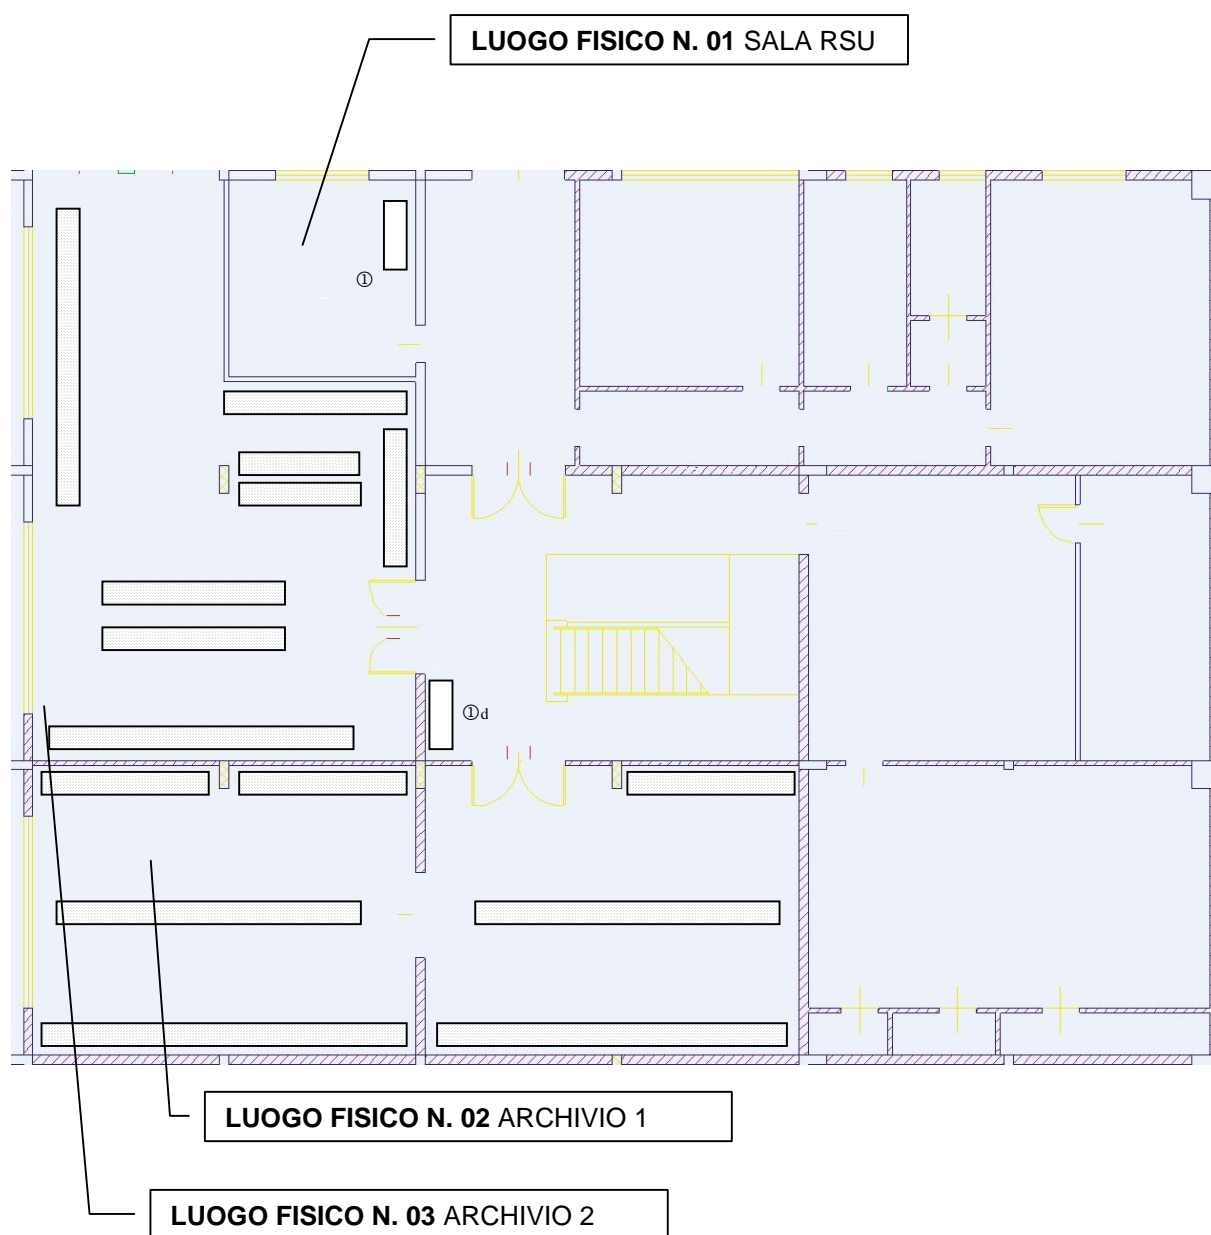 LUOGO FISICO N. 01 SALA RSU
①
①d
LUOGO FISICO N. 02 ARCHIVIO 1
LUOGO FISICO N. 03 ARCHIVIO 2